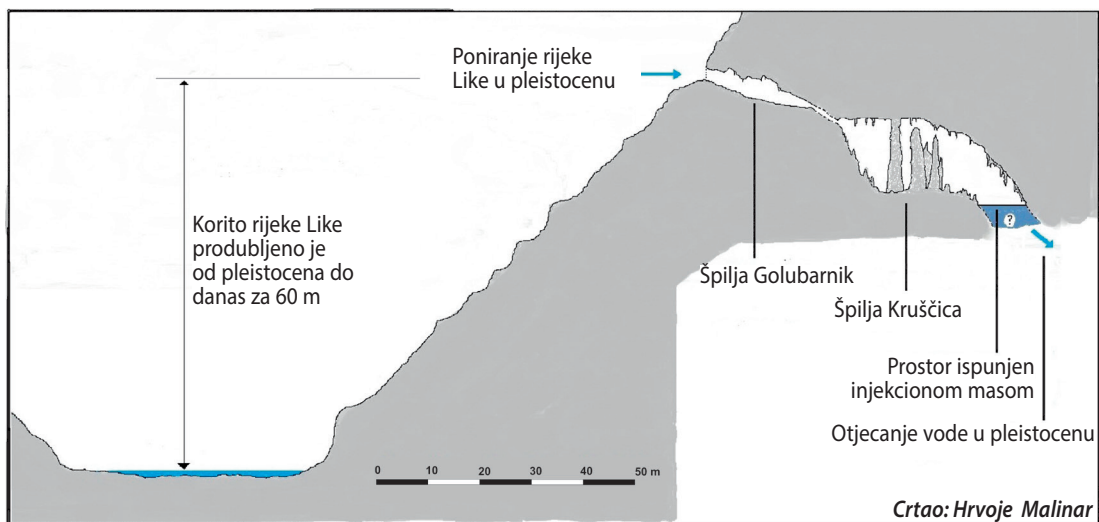 Poniranje rijeke
Like u pleistocenu
Korito rijeke Like
produbljeno je
od pleistocena do
danas za 60 m
Špilja Golubarnik
?
Špilja Kruščica
Prostor ispunjen
injekcionom masom
Otjecanje vode u pleistocenu
0 10 20 30 40 50 m
Crtao: Hrvoje Malinar